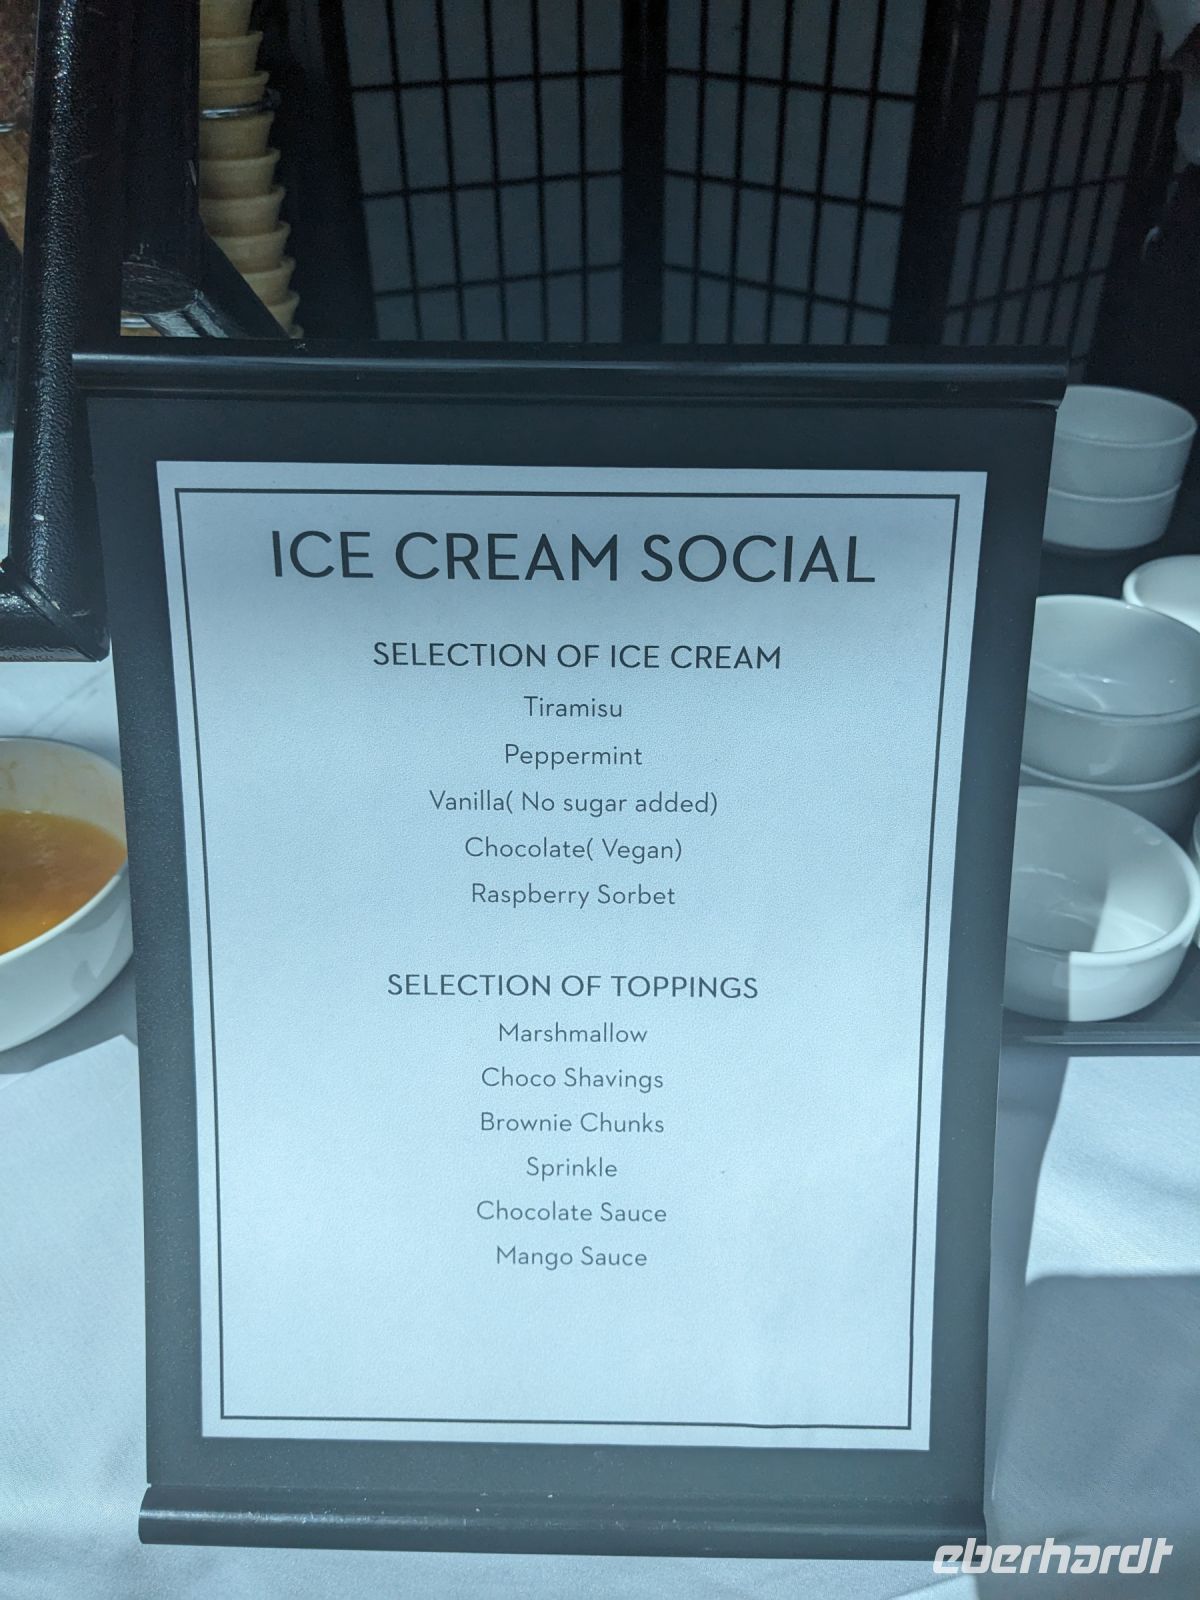 ICE CREAM SOCIAL
SELECTION OF ICE CREAM
Tiramisu
Peppermint
Vanilla( No sugar added)
Chocolate( Vegan)
Raspberry Sorbet
SELECTION OF TOPPINGS
Marshmallow
Choco Shavings
Brownie Chunks
Sprinkle
Chocolate Sauce
Mango Sauce
eberhardt